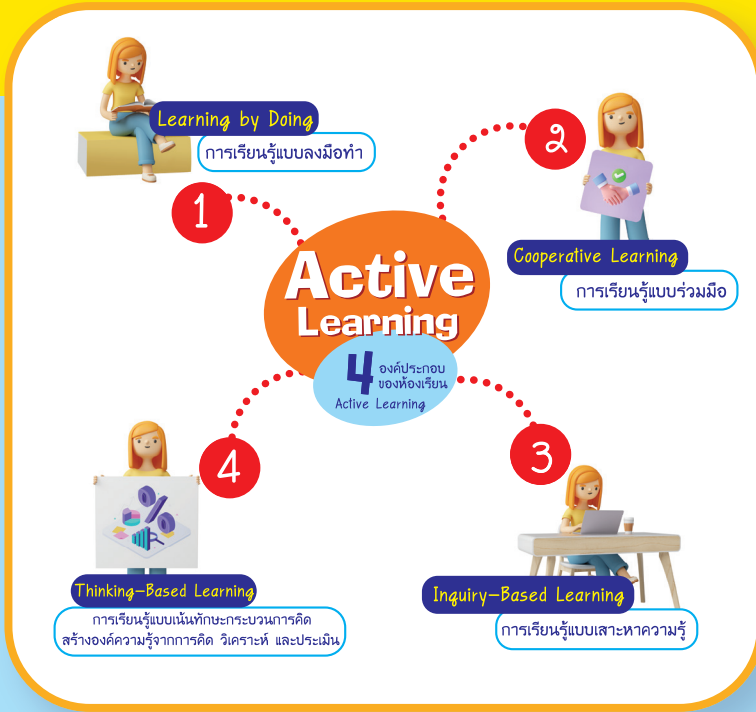 Learning by Doing
การเรียนรู้แบบลงมือทำ
1
2
Cooperative Learning
การเรียนรู้แบบร่วมมือ
Active
Learning
4 องค์ประกอบ
ของห้องเรียน
Active Learning
3
Inquiry-Based Learning
การเรียนรู้แบบเสาะหาความรู้
4
%
Thinking-Based Learning
การเรียนรู้แบบเน้นทักษะกระบวนการคิด
สร้างองค์ความรู้จากการคิด วิเคราะห์ และประเมิน